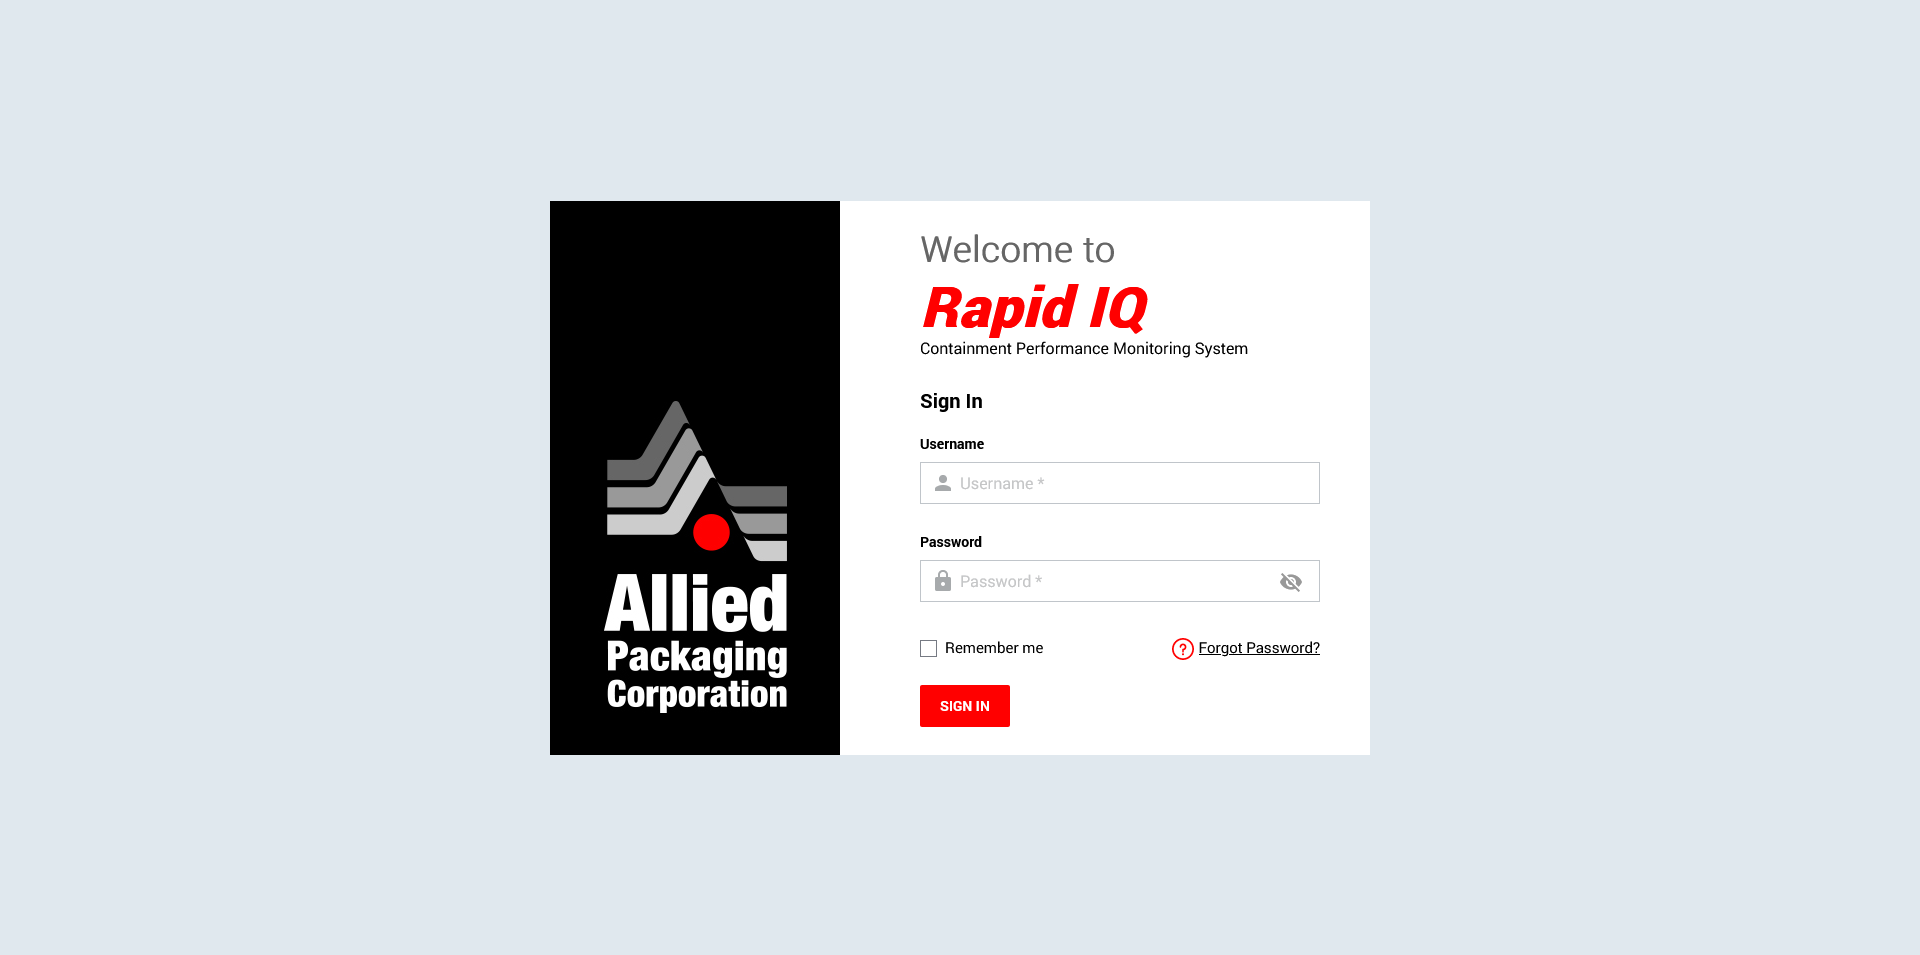 Allied
Packaging
Corporation
Welcome to
Rapid IQ
Containment Performance Monitoring System
Sign In
Username
Username *
Password
Password *
Remember me
Forgot Password?
SIGN IN